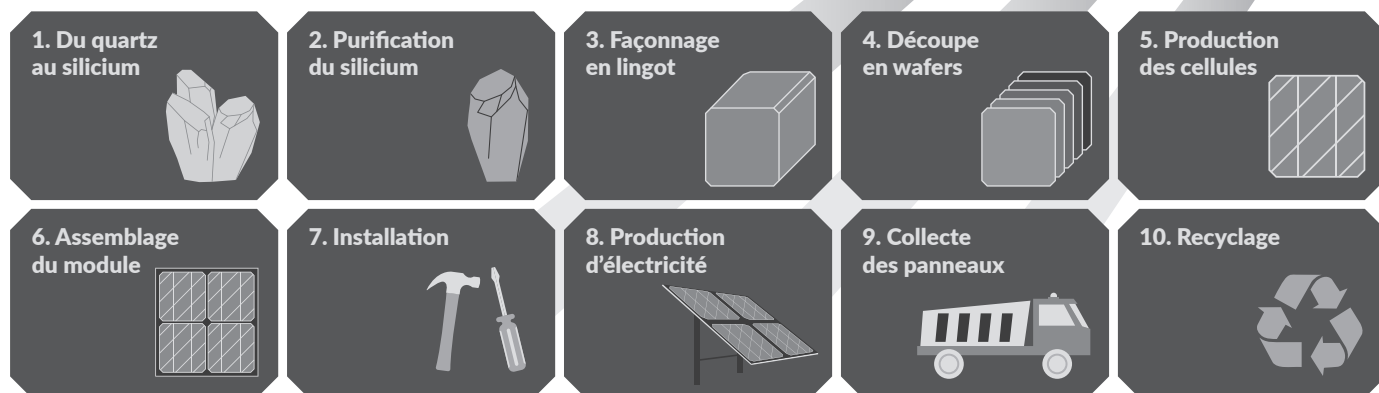 1. Du quartz
au silicium
2. Purification
du silicium
3. Façonnage
en lingot
4. Découpe
en wafers
5. Production
des cellules
6. Assemblage
du module
7. Installation
8. Production
d’électricité
9. Collecte
des panneaux
10. Recyclage